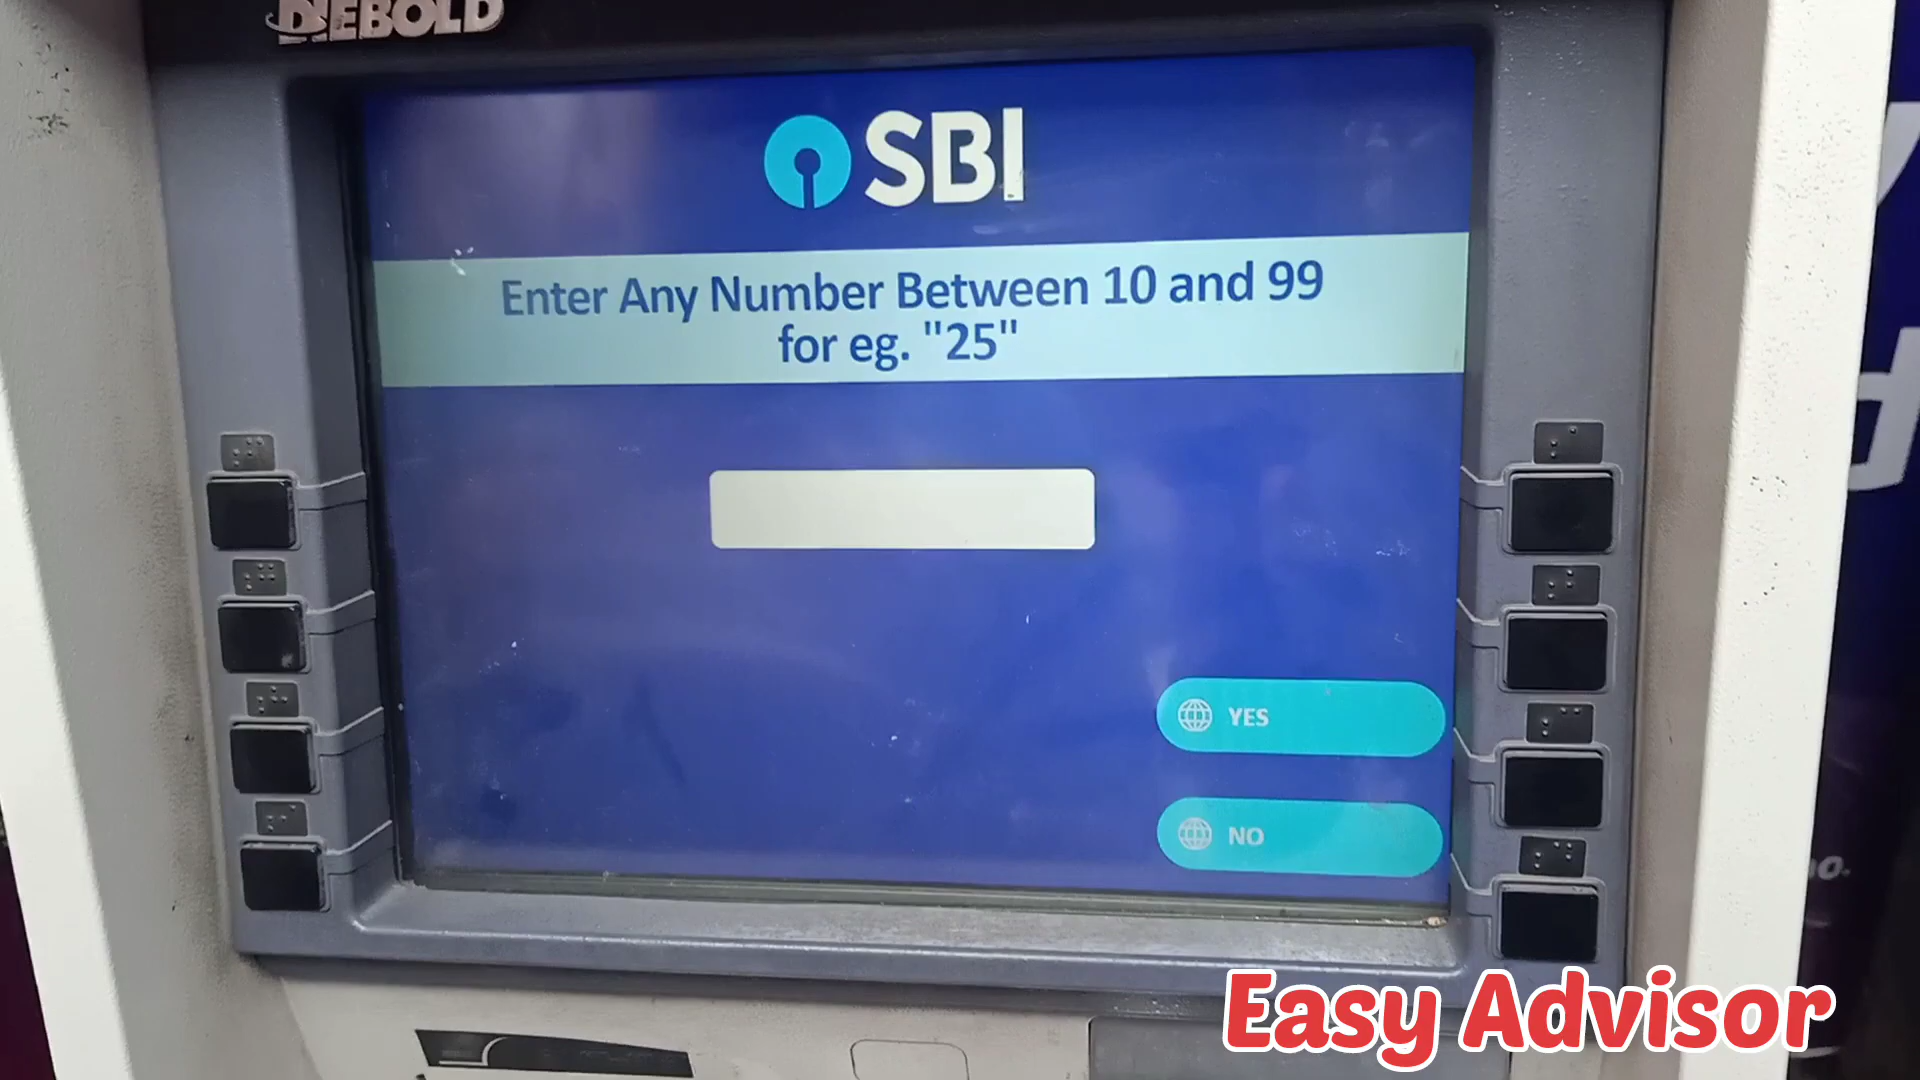 DIEBOLD
SBI
Enter Any Number Between 10 and 99
for eg. "25"
YES
NO
Easy Advisor